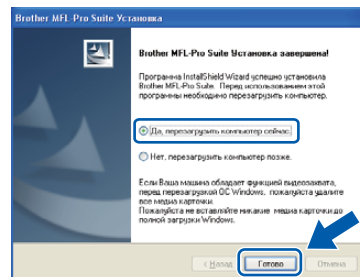 Brother MFL-Pro Suite Установка
Brother MFL-Pro Suite Установка завершена!
Программа InstallShield Wizard успешно установила
Brother MFL-Pro Suite. Перед использованием этой
программы необходимо перезагрузить компьютер.
Да, перезагрузить компьютер сейчас.
Нет, перезагрузить компьютер позже.
Если Ваша машина обладает функцией видеозахвата,
перед перезагрузкой ОС Windows, пожалуйста удалите
все медиа карточки.
Пожалуйста не вставляйте никакие медиа карточки до
полной загрузки Windows.
< Назад
Готово
Отмена